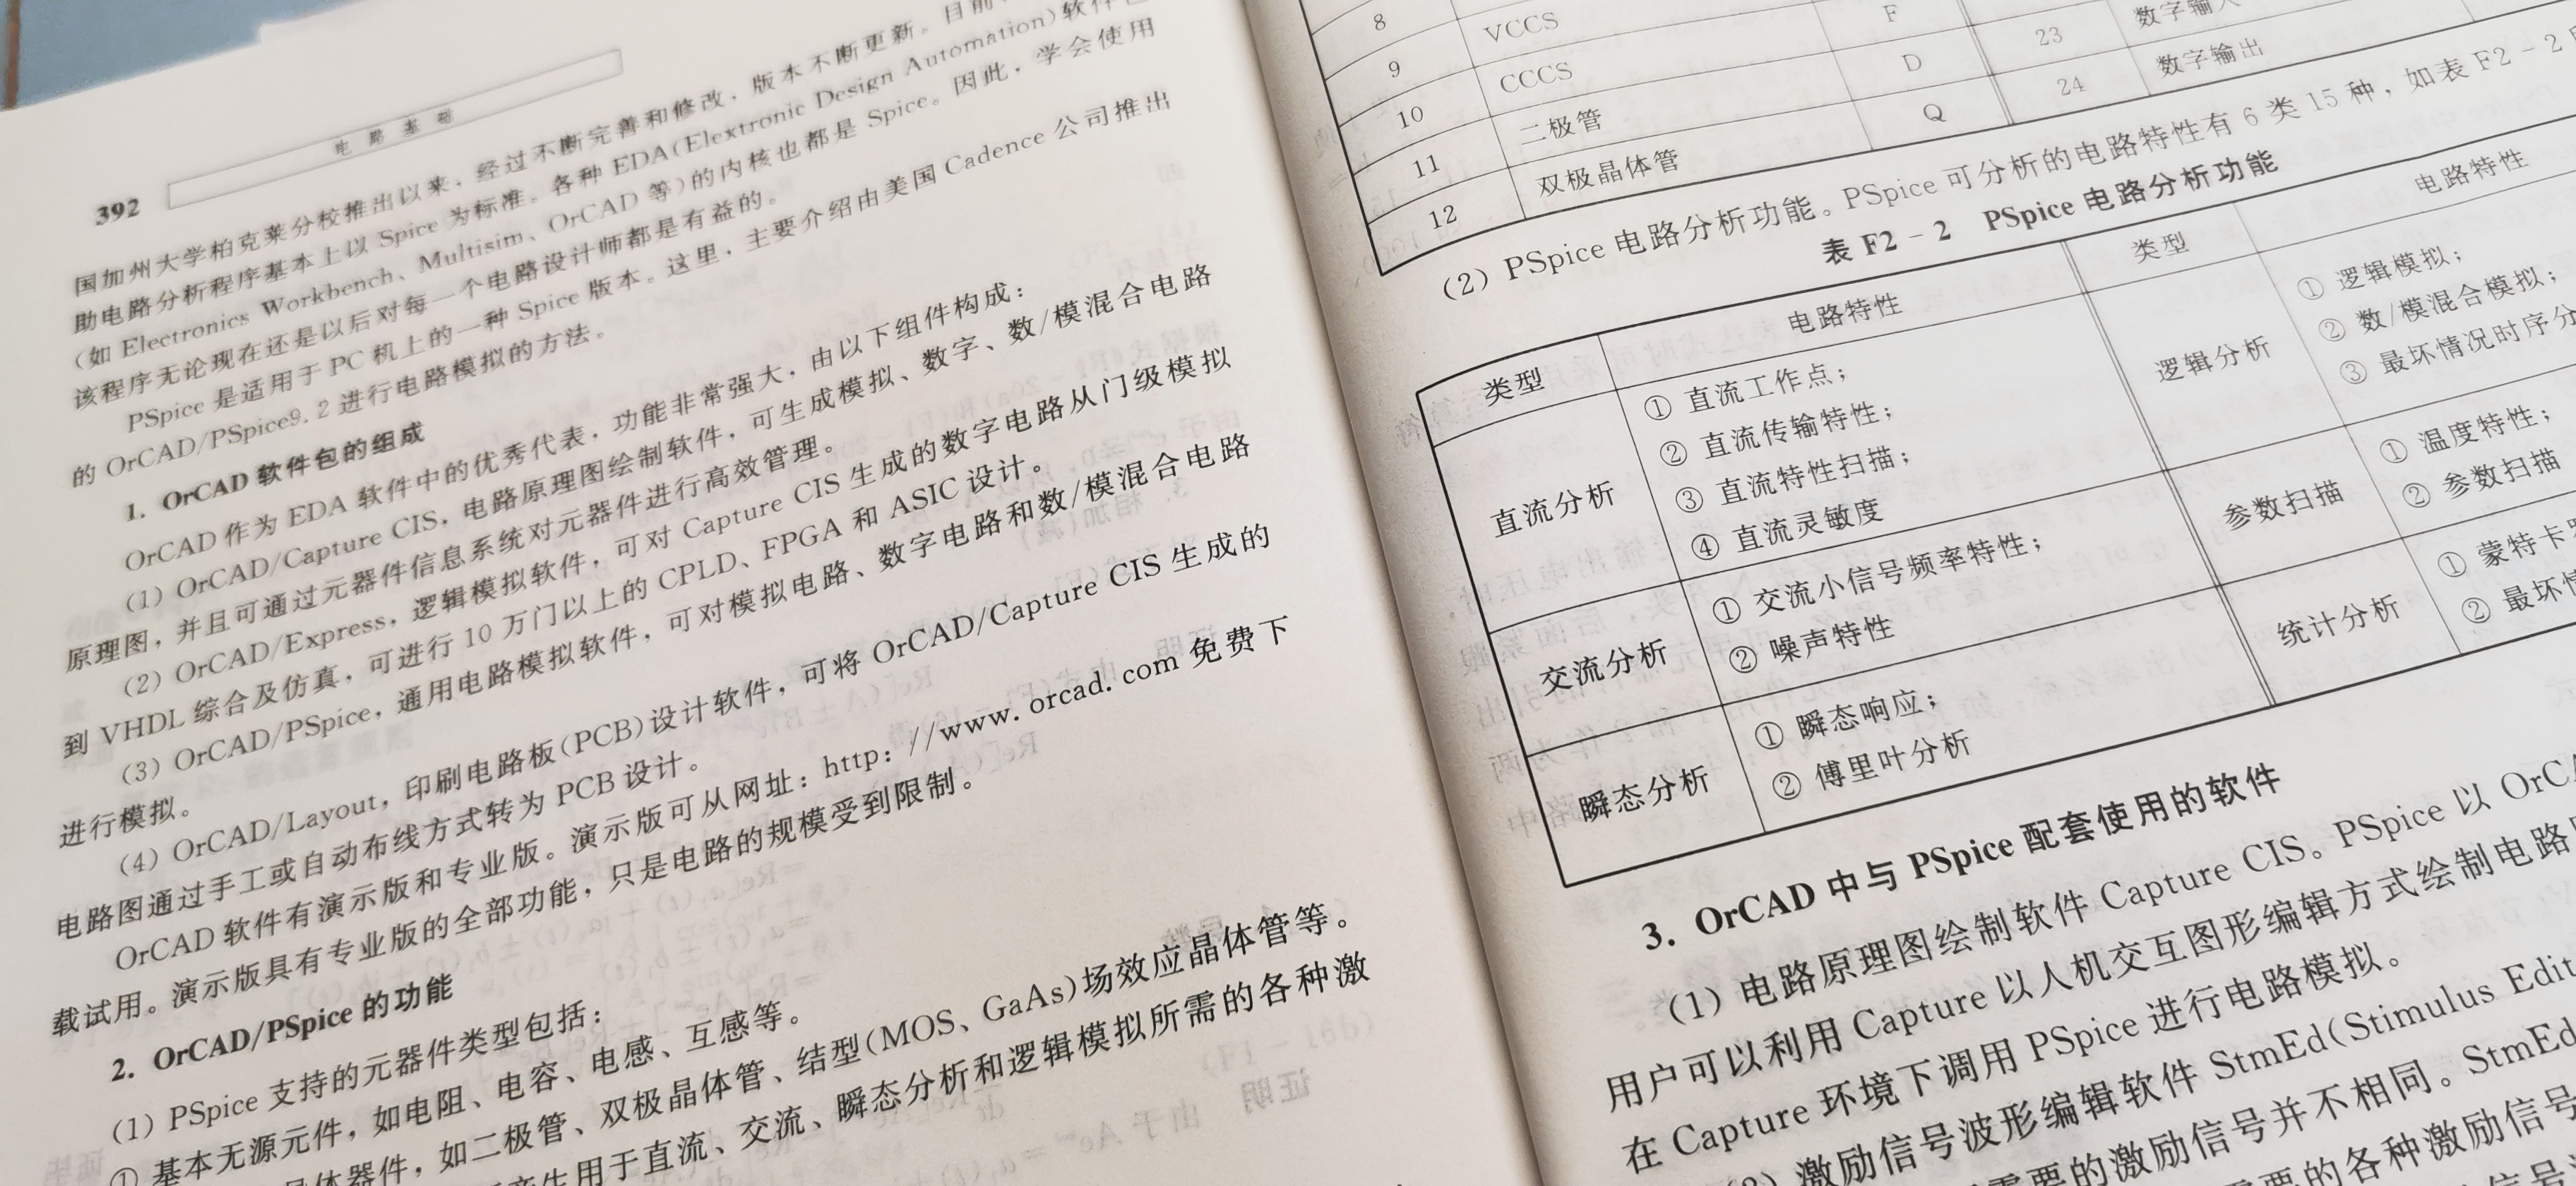 392
电路基础
国加州大学柏克莱分校推出以来，经过不断完善和修改，版本不断更新。目前
助电路分析程序基本上以 Spice 为标准。各种 EDA(Elextronic Design Automation)软件
(如 Electronics Workbench、Multisim、OrCAD 等)的内核也都是 Spice。因此，学会使用
该程序无论现在还是以后对每一个电路设计师都是有益的。
PSpice 是适用于 PC 机上的一种 Spice 版本。这里，主要介绍由美国 Cadence 公司推出
的 OrCAD/PSpice9.2 进行电路模拟的方法。
1. OrCAD 软件包的组成
OrCAD 作为 EDA 软件中的优秀代表，功能非常强大，由以下组件构成：
(1) OrCAD/Capture CIS，电路原理图绘制软件，可生成模拟、数字、数/模混合电路
原理图，并且可通过元器件信息系统对元器件进行高效管理。
(2) OrCAD/Express，逻辑模拟软件，可对 Capture CIS 生成的数字电路从门级模拟
到 VHDL 综合及仿真，可进行 10 万门以上的 CPLD、FPGA 和 ASIC 设计。
(3) OrCAD/PSpice，通用电路模拟软件，可对模拟电路、数字电路和数/模混合电路
进行模拟。
(4) OrCAD/Layout，印刷电路板(PCB)设计软件，可将 OrCAD/Capture CIS 生成的
电路图通过手工或自动布线方式转为 PCB 设计。
OrCAD 软件有演示版和专业版。演示版可从网址：http：//www.orcad.com 免费下
载试用。演示版具有专业版的全部功能，只是电路的规模受到限制。
2. OrCAD/PSpice 的功能
(1) PSpice 支持的元器件类型包括：
① 基本无源元件，如电阻、电容、电感、互感等。
体器件，如二极管、双极晶体管、结型(MOS、GaAs)场效应晶体管等。
产生用于直流、交流、瞬态分析和逻辑模拟所需的各种激
8 VCCS F 23 数字输入
9 CCCS D 24 数字输出
10 二极管 Q
11 双极晶体管
12
(2) PSpice 电路分析功能。PSpice 可分析的电路特性有 6 类 15 种，如表 F2-2
表 F2-2 PSpice 电路分析功能
类型 电路特性 类型 电路特性
直流分析
① 直流工作点；
② 直流传输特性；
③ 直流特性扫描；
④ 直流灵敏度
逻辑分析
① 逻辑模拟；
② 数/模混合模拟；
③ 最坏情况时序分
交流分析
① 交流小信号频率特性；
② 噪声特性
参数扫描
① 温度特性；
② 参数扫描
瞬态分析
① 瞬态响应；
② 傅里叶分析
统计分析
① 蒙特卡
② 最坏
3. OrCAD 中与 PSpice 配套使用的软件
(1) 电路原理图绘制软件 Capture CIS。PSpice 以
用户可以利用 Capture 以人机交互图形编辑方式绘制电路
在 Capture 环境下调用 PSpice 进行电路模拟。
激励信号波形编辑软件 StmEd(Stimulus
需要的激励信号并不相同。StmEd
要的各种激励信号